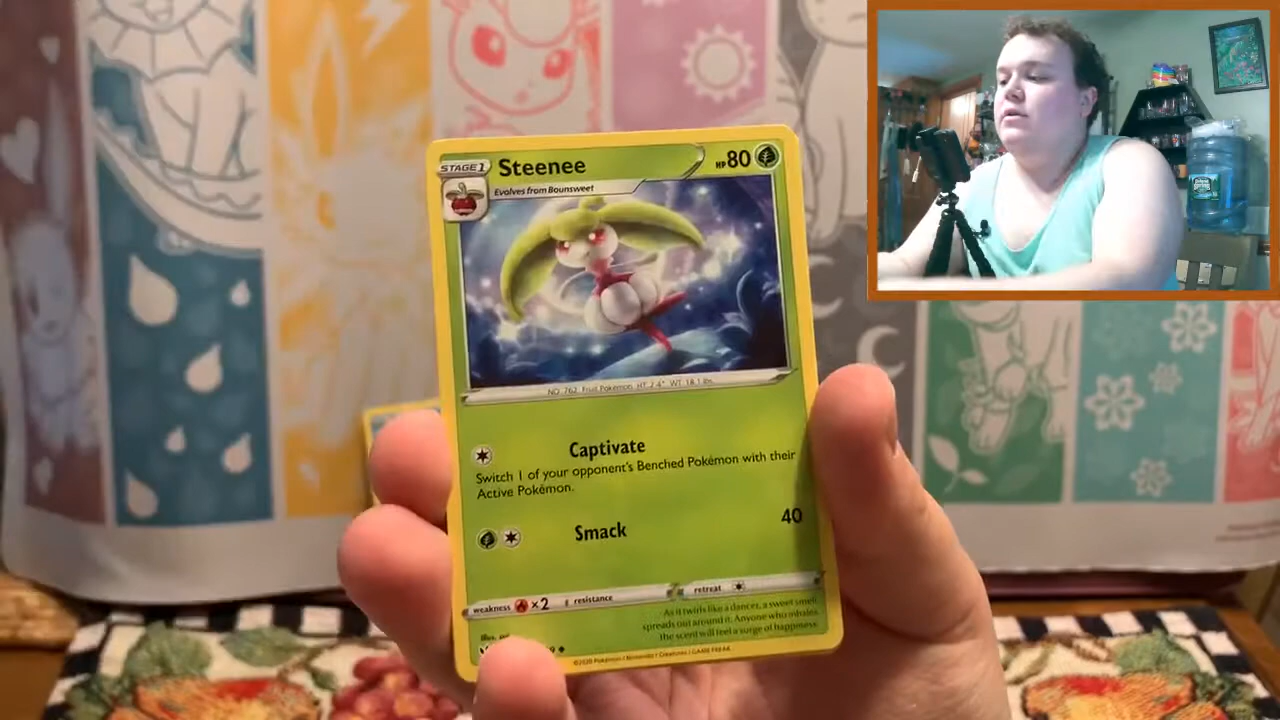 STAGE 1
Steenee
HP 80
Evolves from Bounsweet
NO. 762 Fruit Pokémon HT: 2'4" WT: 18.1 lbs.
Captivate
Switch 1 of your opponent's Benched Pokémon with their
Active Pokémon.
Smack 40
weakness ×2 resistance retreat
As it twirls like a dancer, a sweet smell
spreads out around it. Anyone who inhales
the scent will feel a surge of happiness.
Illus.
©2020 Pokémon / Nintendo / Creatures / GAME FREAK